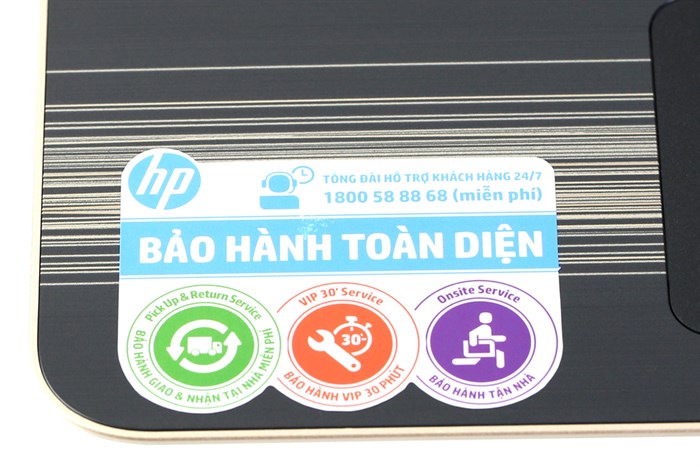 hp
TỔNG ĐÀI HỖ TRỢ KHÁCH HÀNG 24/7
1800 58 88 68 (miễn phí)
BẢO HÀNH TOÀN DIỆN
Pick Up & Return Service
BẢO HÀNH GIAO & NHẬN TẠI NHÀ MIỄN PHÍ
VIP 30' Service
30'
BẢO HÀNH VIP 30 PHÚT
Onsite Service
BẢO HÀNH TẬN NHÀ